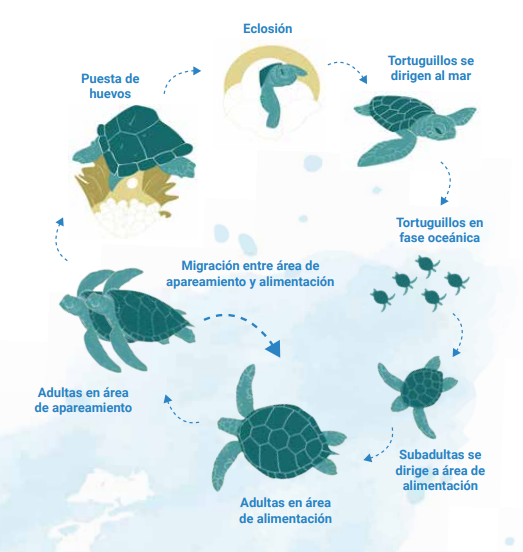 Eclosión
Tortuguillos se
dirigen al mar
Puesta de
huevos
Tortuguillos en
fase oceánica
Migración entre área de
apareamiento y alimentación
Adultas en área
de apareamiento
Subadultas se
dirige a área de
alimentación
Adultas en área
de alimentación